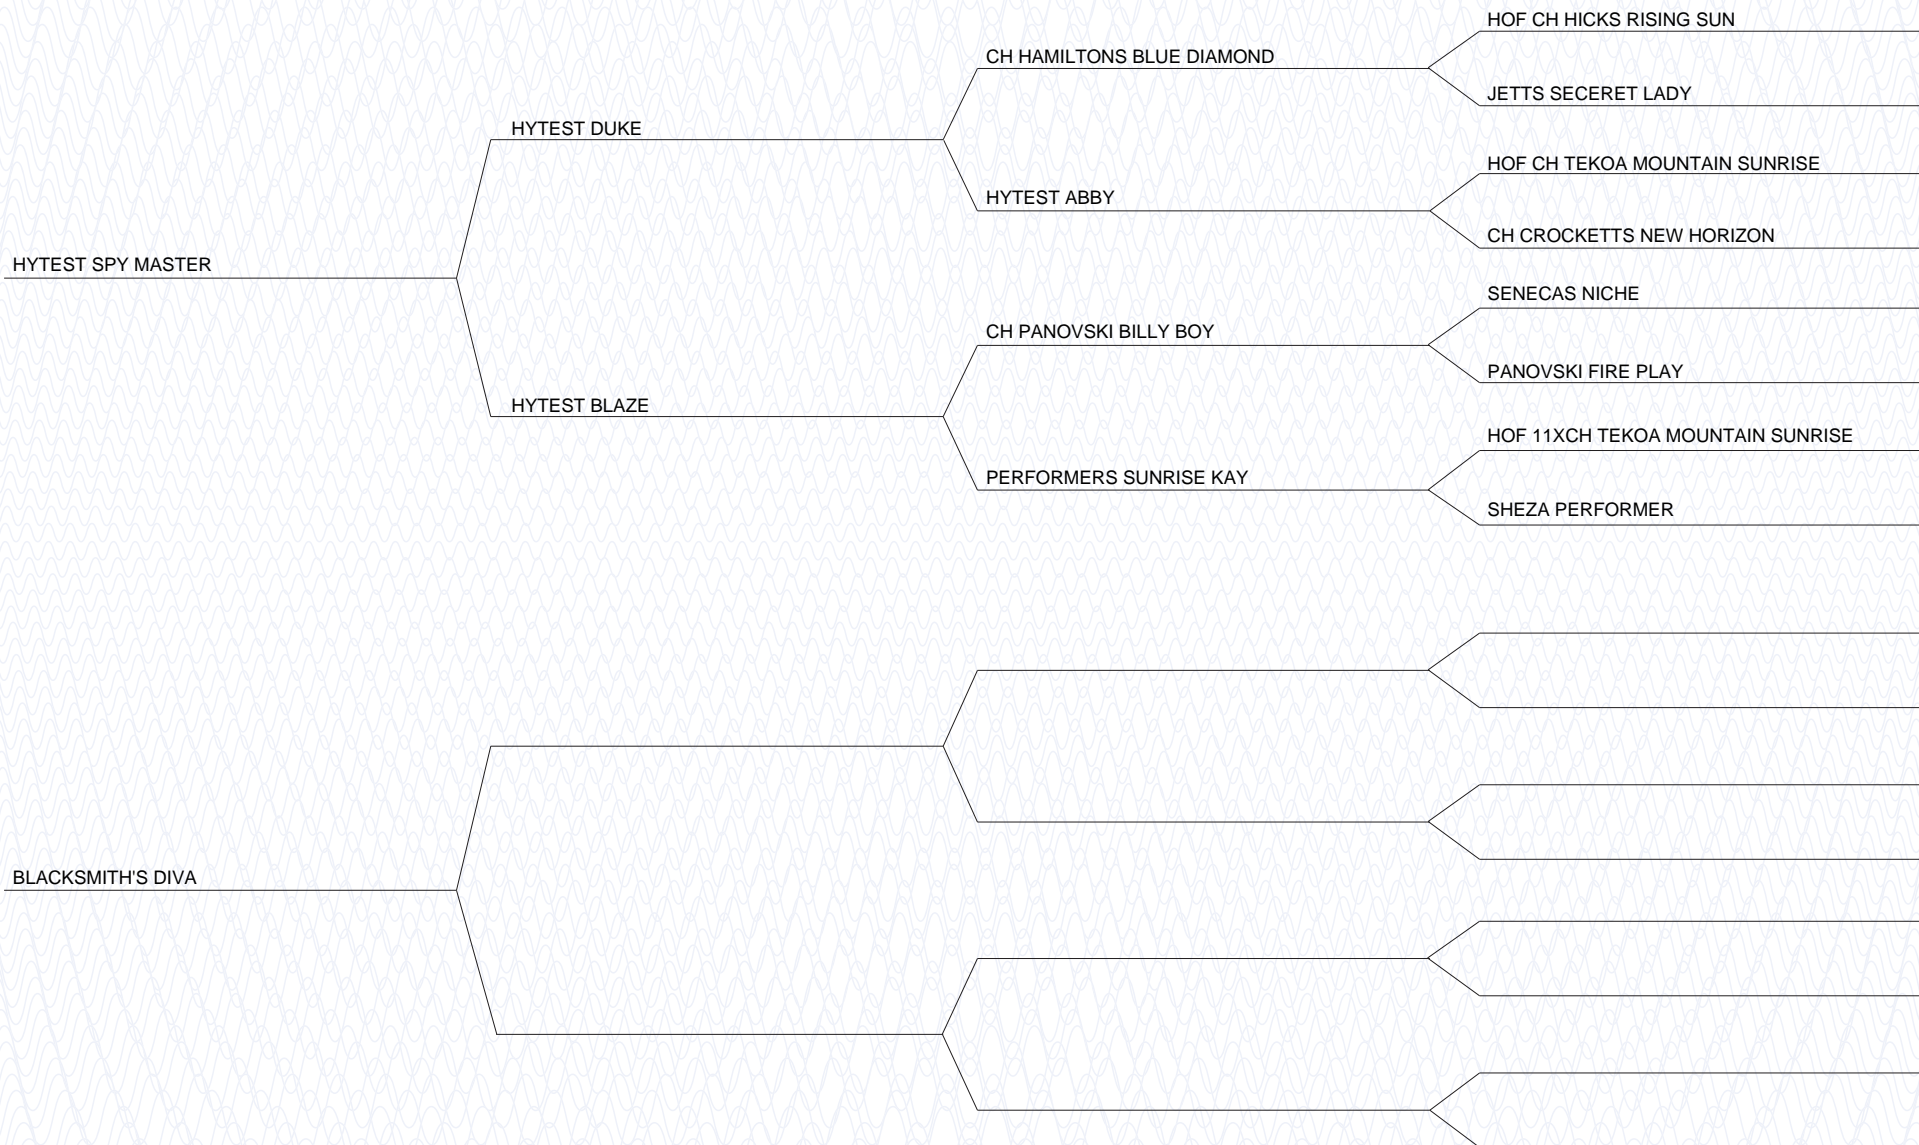 HOF CH HICKS RISING SUN
CH HAMILTONS BLUE DIAMOND
JETTS SECERET LADY
HYTEST DUKE
HOF CH TEKOA MOUNTAIN SUNRISE
HYTEST ABBY
CH CROCKETTS NEW HORIZON
HYTEST SPY MASTER
SENECAS NICHE
CH PANOVSKI BILLY BOY
PANOVSKI FIRE PLAY
HYTEST BLAZE
HOF 11XCH TEKOA MOUNTAIN SUNRISE
PERFORMERS SUNRISE KAY
SHEZA PERFORMER
BLACKSMITH'S DIVA